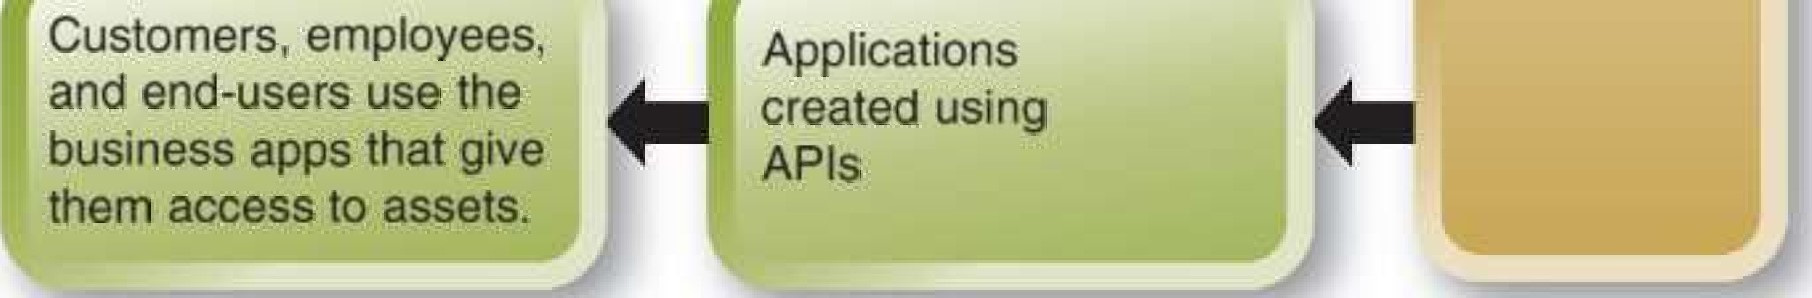 Customers, employees,
and end-users use the
business apps that give
them access to assets.
Applications
created using
APIs